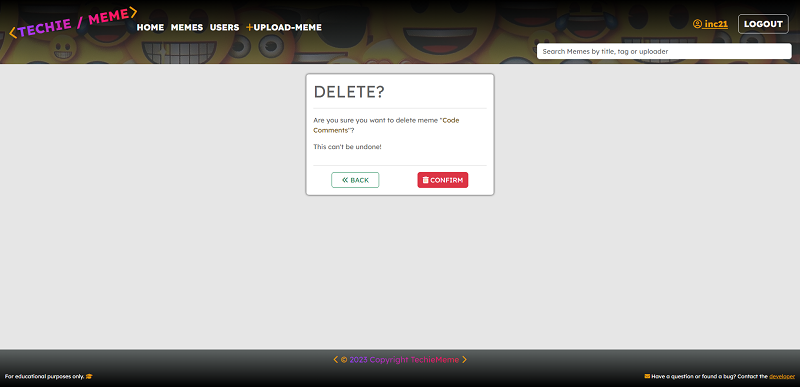 <TECHIE / MEME>
HOME MEMES USERS +UPLOAD-MEME
inc21 LOGOUT
Search Memes by title, tag or uploader
DELETE?
Are you sure you want to delete meme "Code
Comments"?
This can't be undone!
« BACK
CONFIRM
< © 2023 Copyright TechieMeme >
For educational purposes only.
Have a question or found a bug? Contact the developer